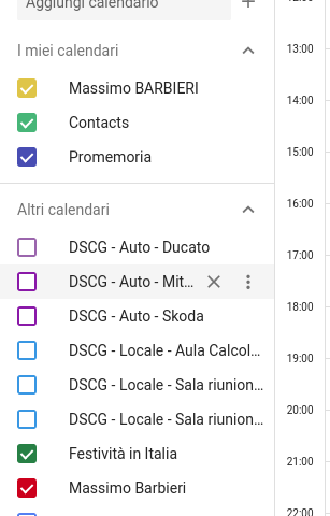 Aggiungi calendario
12:00
I miei calendari
13:00
Massimo BARBIERI
14:00
Contacts
Promemoria
15:00
Altri calendari
16:00
DSCG - Auto - Ducato
17:00
DSCG - Auto - Mit...
DSCG - Auto - Skoda
18:00
DSCG - Locale - Aula Calcol...
19:00
DSCG - Locale - Sala riunion...
20:00
DSCG - Locale - Sala riunion...
Festività in Italia
21:00
Massimo Barbieri
22:00